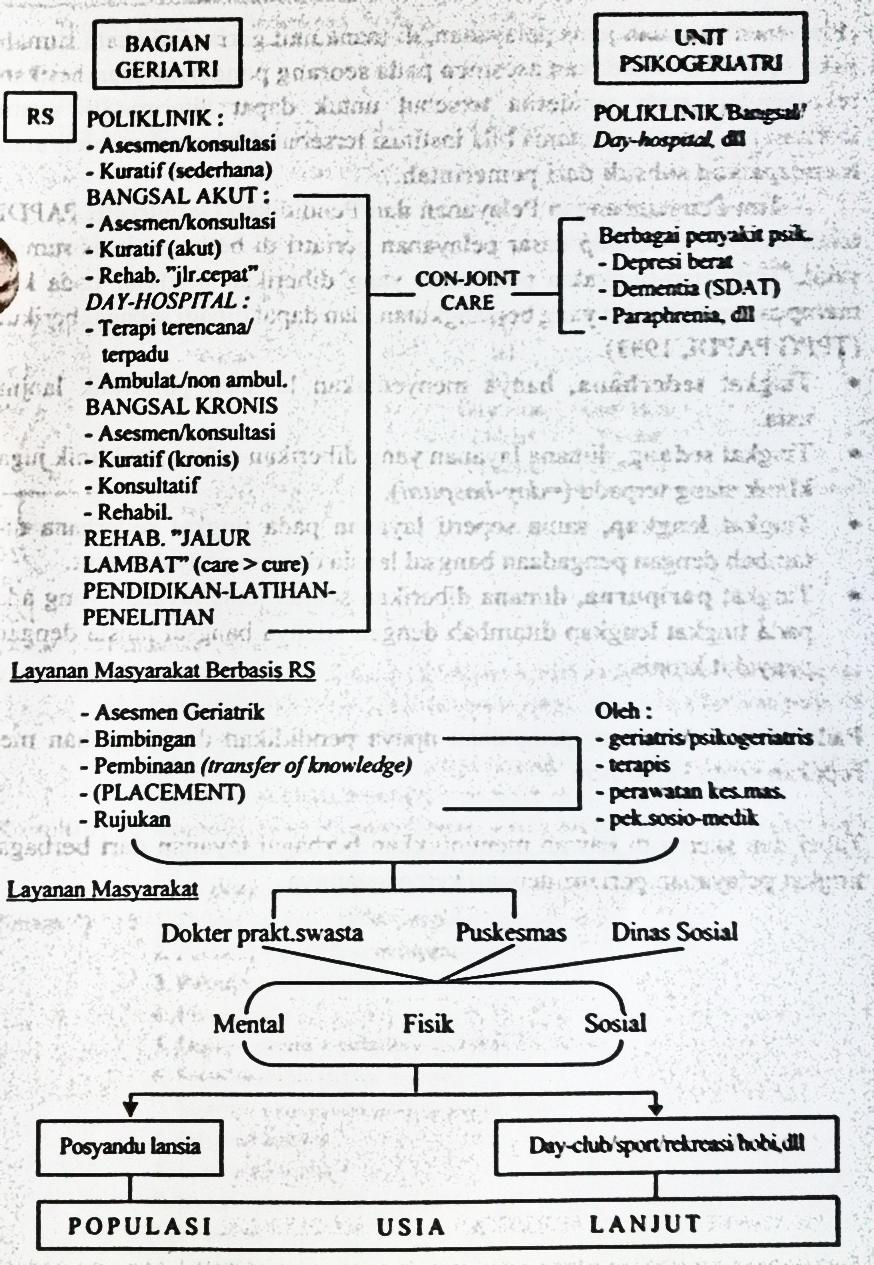 BAGIAN
GERIATRI
UNIT
PSIKOGERIATRI
RS
POLIKLINIK :
- Asesmen/konsultasi
- Kuratif (sederhana)
BANGSAL AKUT :
- Asesmen/konsultasi
- Kuratif (akut)
- Rehab. "jlr.cepat"
DAY-HOSPITAL :
- Terapi terencana/
terpadu
- Ambulat./non ambul.
BANGSAL KRONIS
- Asesmen/konsultasi
- Kuratif (kronis)
- Konsultatif
- Rehabil.
REHAB. "JALUR
LAMBAT" (care > cure)
PENDIDIKAN-LATIHAN-
PENELITIAN
CON-JOINT
CARE
POLIKLINIK/Bangsal/
Day-hospital, dll
Berbagai penyakit psik.
- Depresi berat
- Dementia (SDAT)
- Paraphrenia, dll
Layanan Masyarakat Berbasis RS
- Asesmen Geriatrik
- Bimbingan
- Pembinaan (transfer of knowledge)
- (PLACEMENT)
- Rujukan
Oleh :
- geriatris/psikogeriatris
- terapis
- perawatan kes.mas.
- pek.sosio-medik
Layanan Masyarakat
Dokter prakt.swasta Puskesmas Dinas Sosial
Mental Fisik Sosial
Posyandu lansia
Day-club/sport/rekreasi/hobi,dll
POPULASI USIA LANJUT